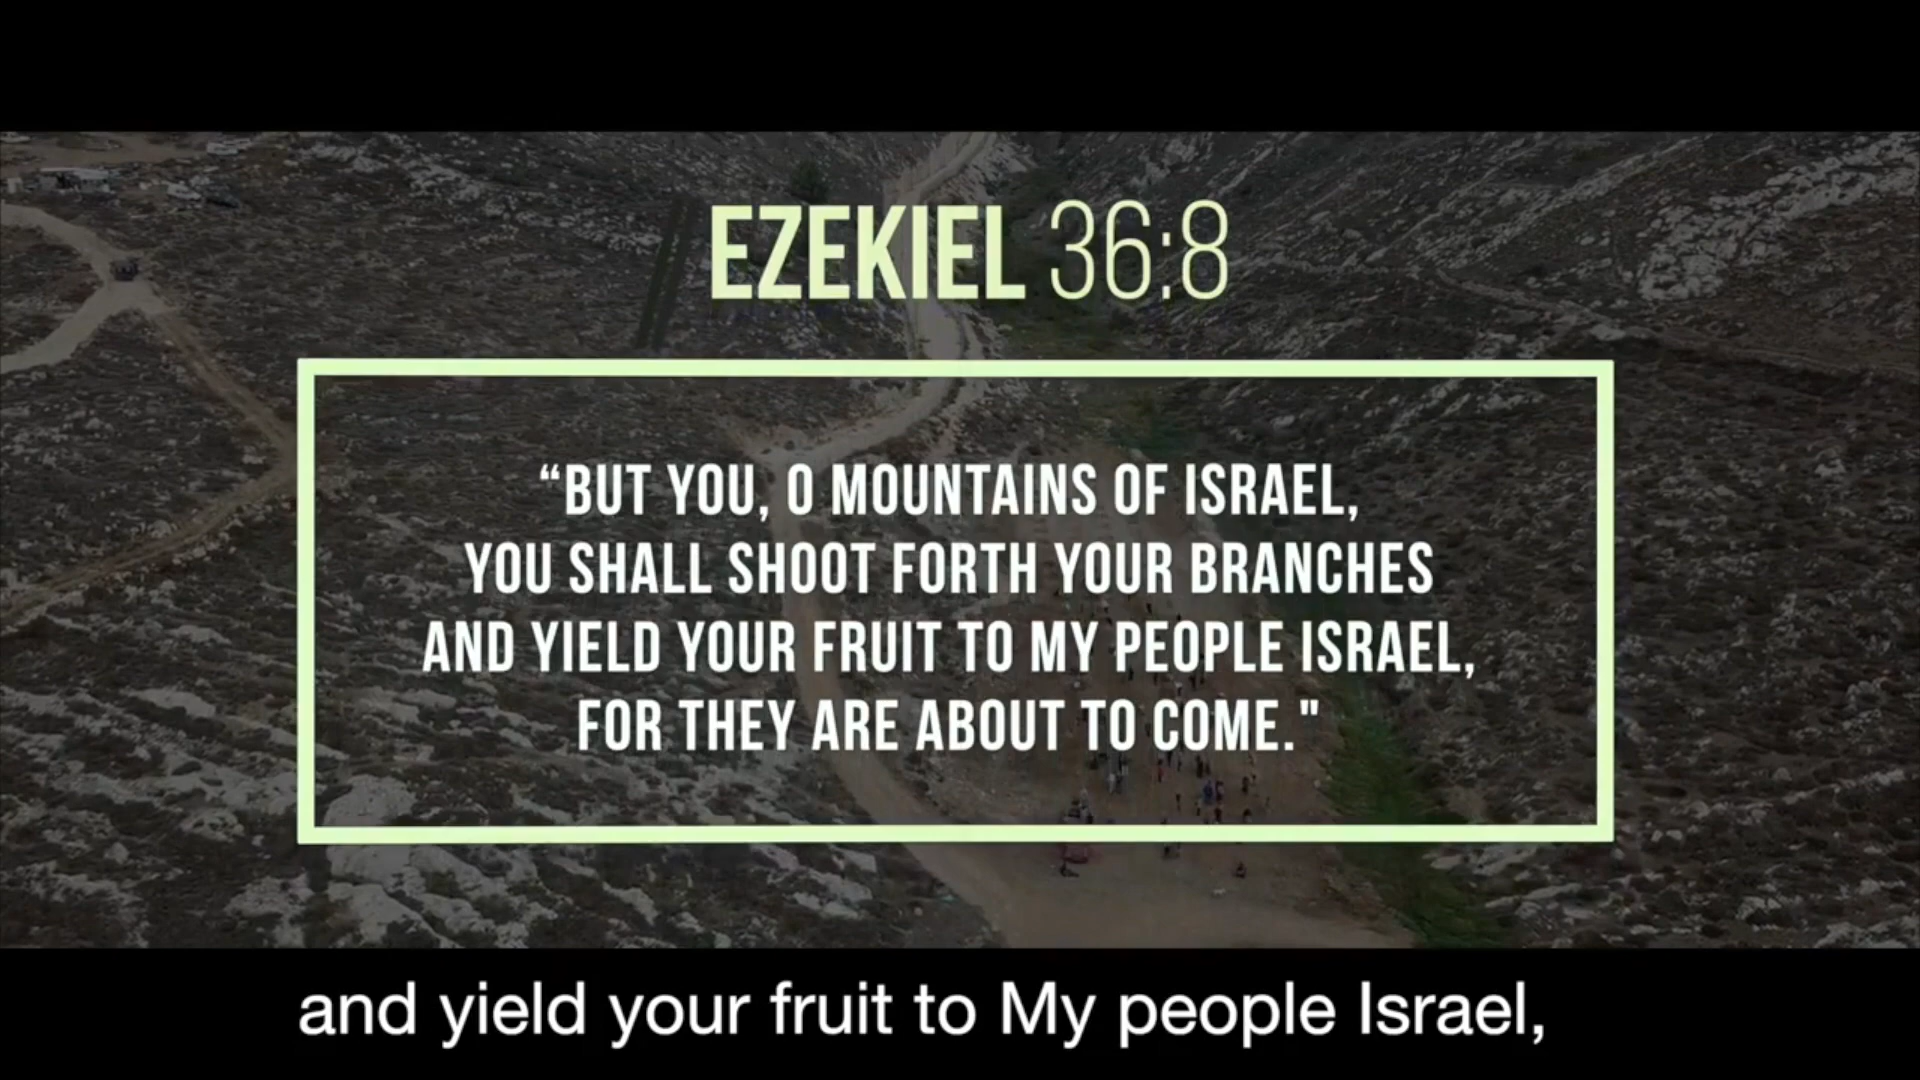 EZEKIEL 36:8
“BUT YOU, O MOUNTAINS OF ISRAEL,
YOU SHALL SHOOT FORTH YOUR BRANCHES
AND YIELD YOUR FRUIT TO MY PEOPLE ISRAEL,
FOR THEY ARE ABOUT TO COME."
and yield your fruit to My people Israel,